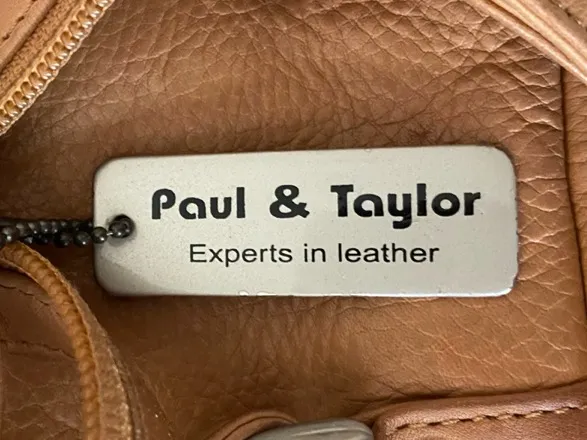 Paul & Taylor
Experts in leather